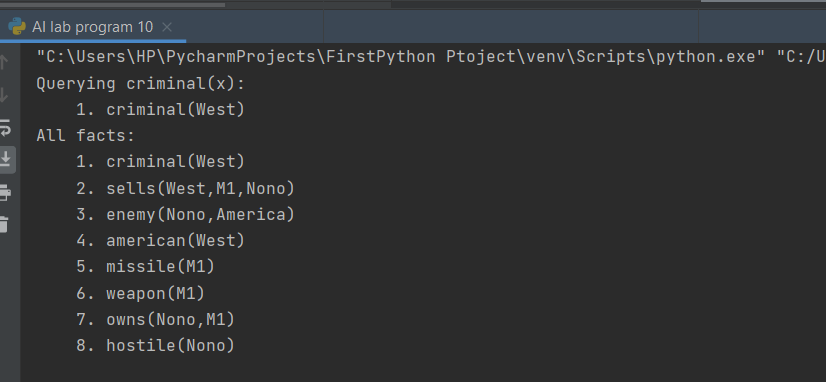 AI lab program 10
"C:\Users\HP\PycharmProjects\FirstPython Ptoject\venv\Scripts\python.exe" "C:/U
Querying criminal(x):
1. criminal(West)
All facts:
1. criminal(West)
2. sells(West,M1,Nono)
3. enemy(Nono,America)
4. american(West)
5. missile(M1)
6. weapon(M1)
7. owns(Nono,M1)
8. hostile(Nono)